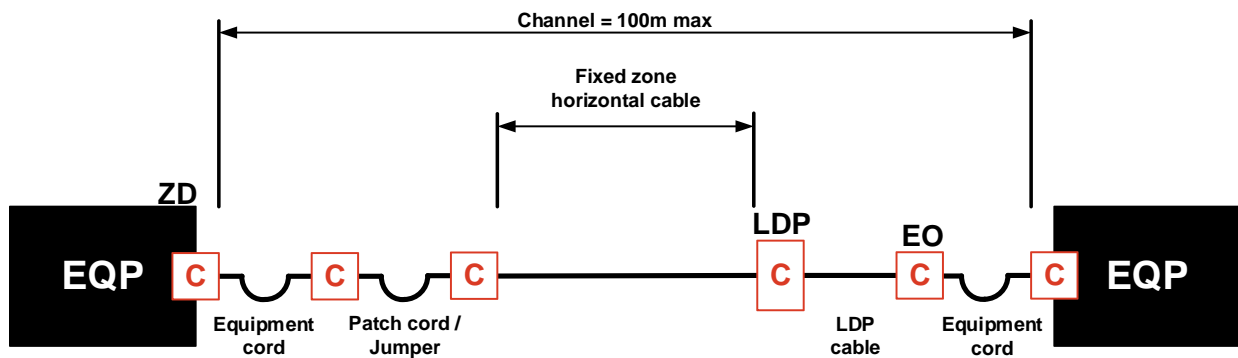 Channel = 100m max
Fixed zone
horizontal cable
ZD
LDP
EO
EQP
C
C
C
C
C
C
EQP
Equipment
cord
Patch cord /
Jumper
LDP
cable
Equipment
cord